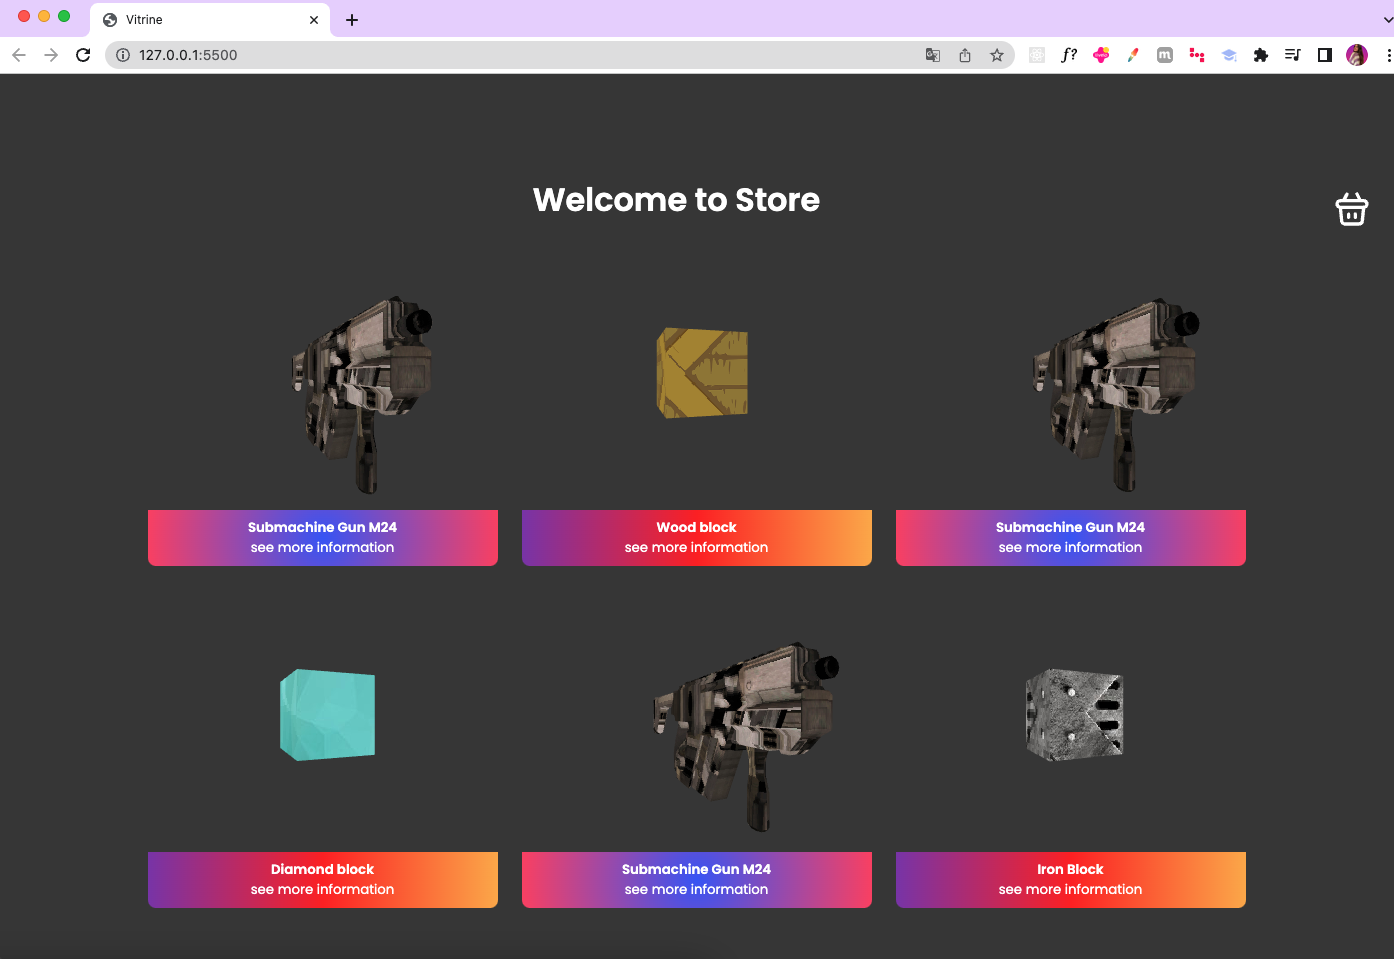 Vitrine
127.0.0.1:5500
f?
m
Welcome to Store
Submachine Gun M24
see more information
Wood block
see more information
Submachine Gun M24
see more information
Diamond block
see more information
Submachine Gun M24
see more information
Iron Block
see more information